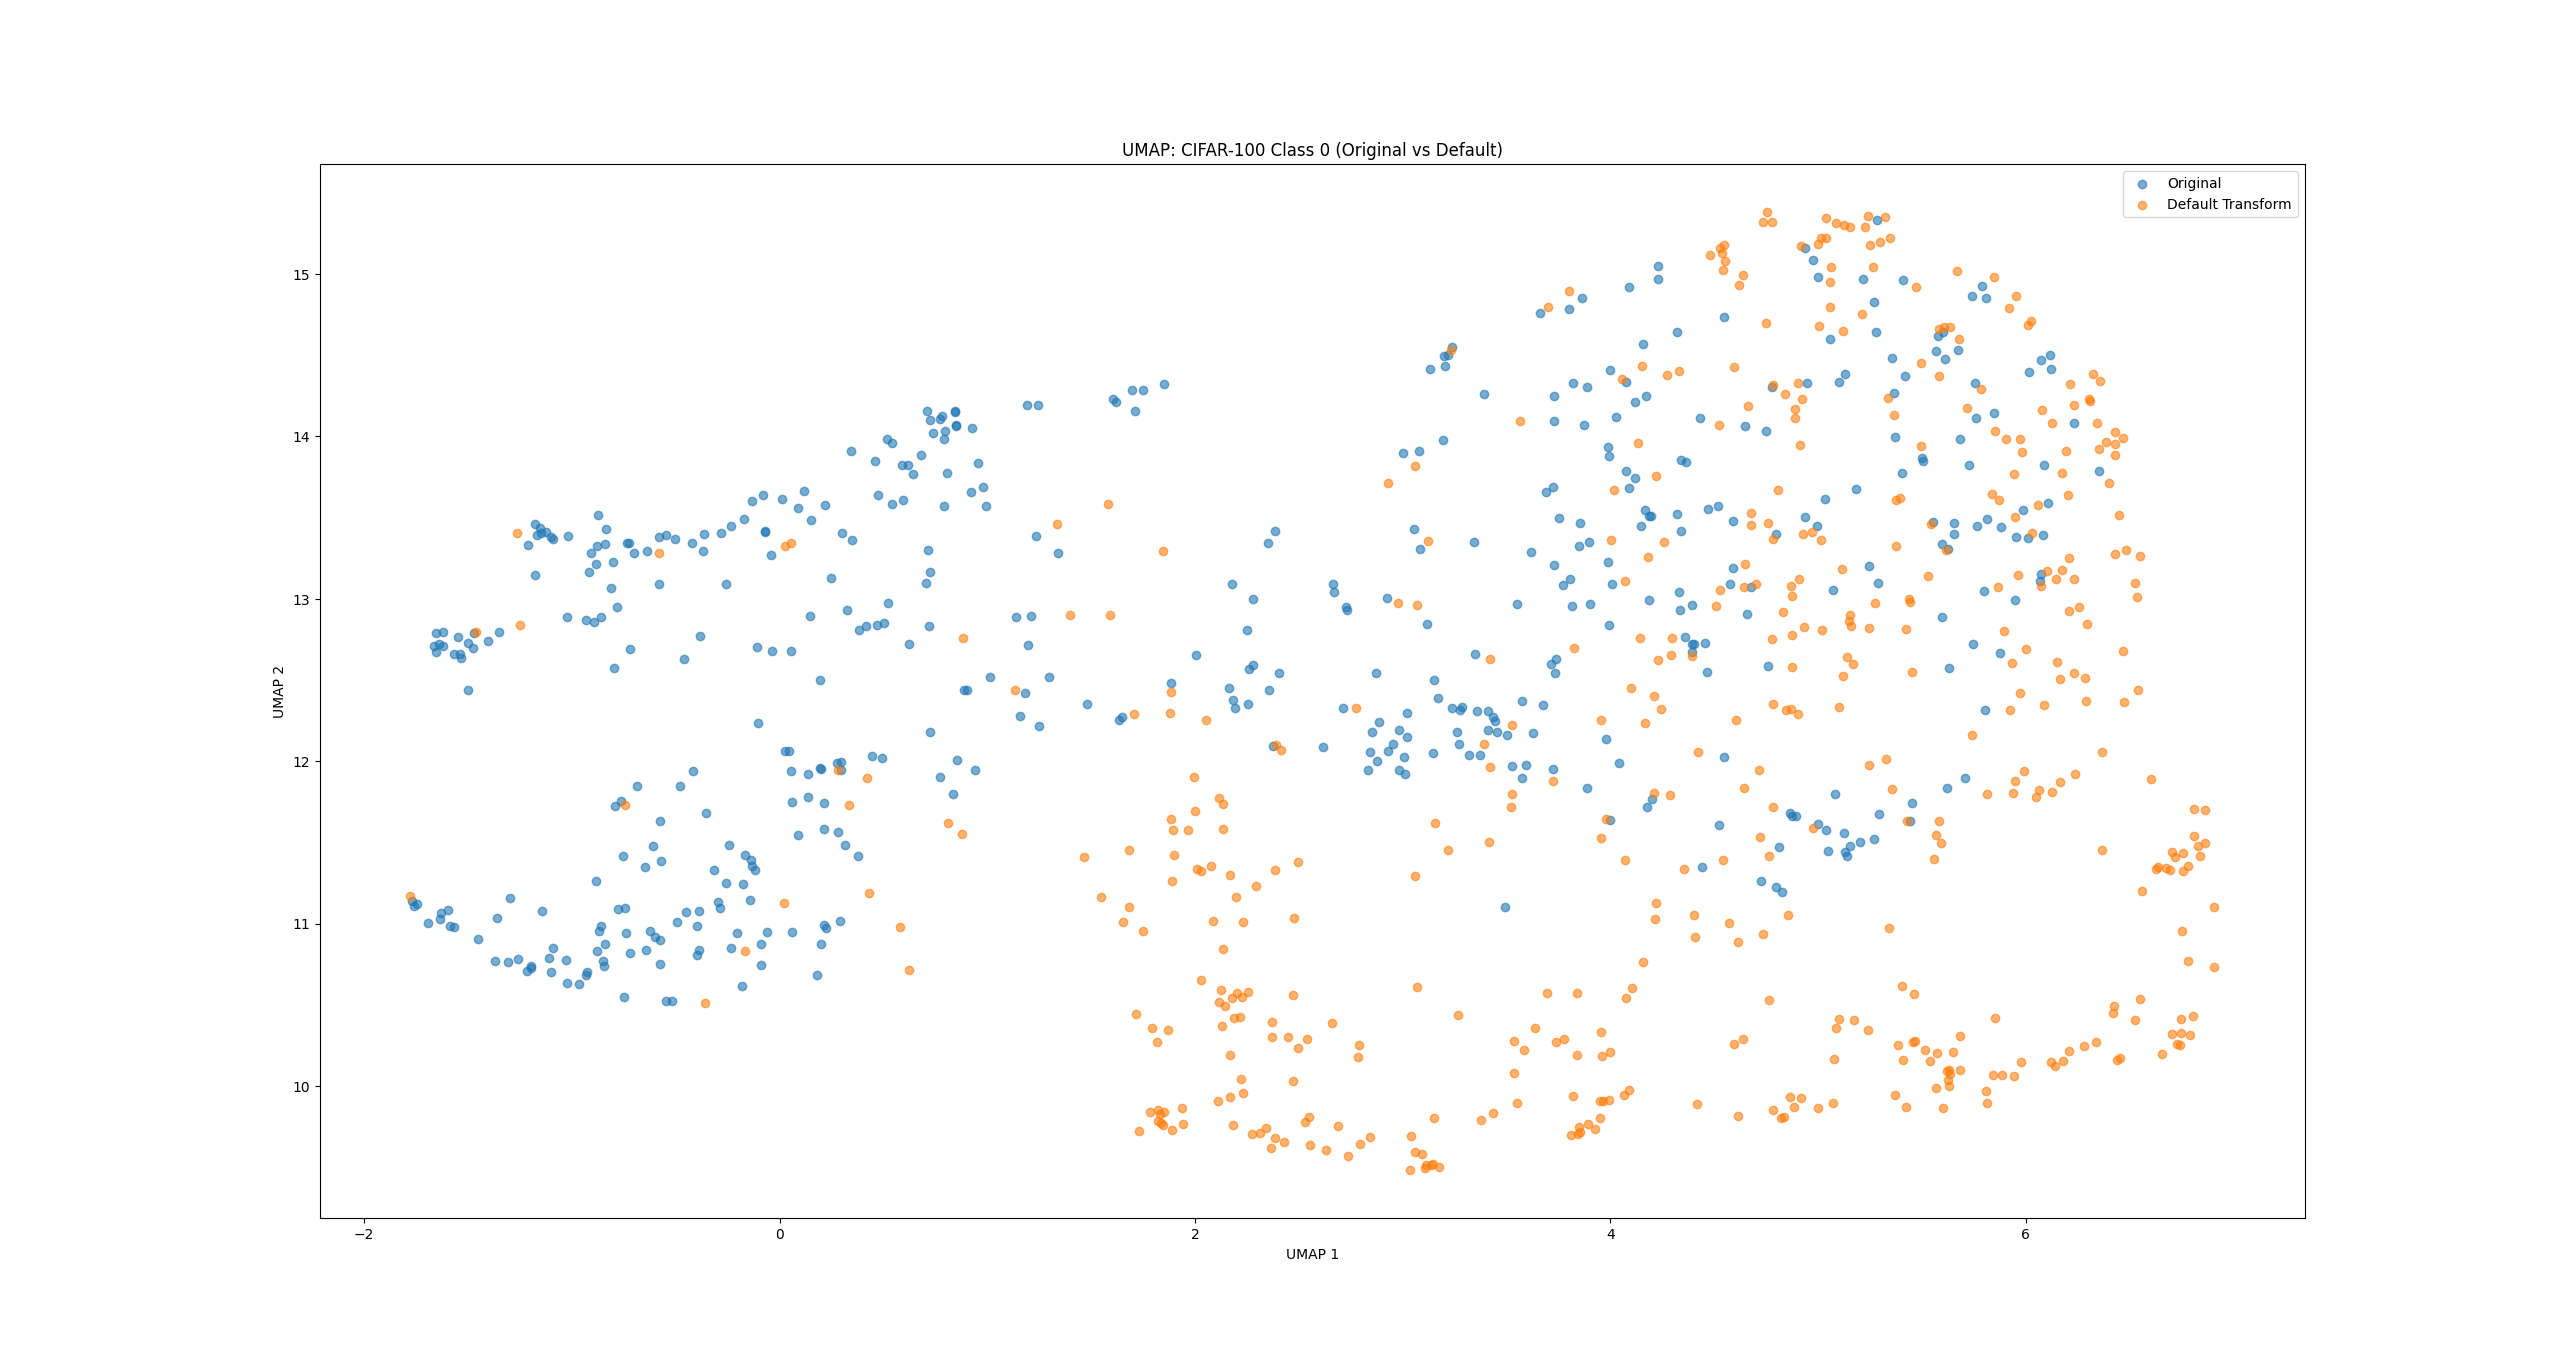 UMAP: CIFAR-100 Class 0 (Original vs Default)
Original
Default Transform
15
14
13
12
11
10
UMAP 2
−2
0
2
4
6
UMAP 1